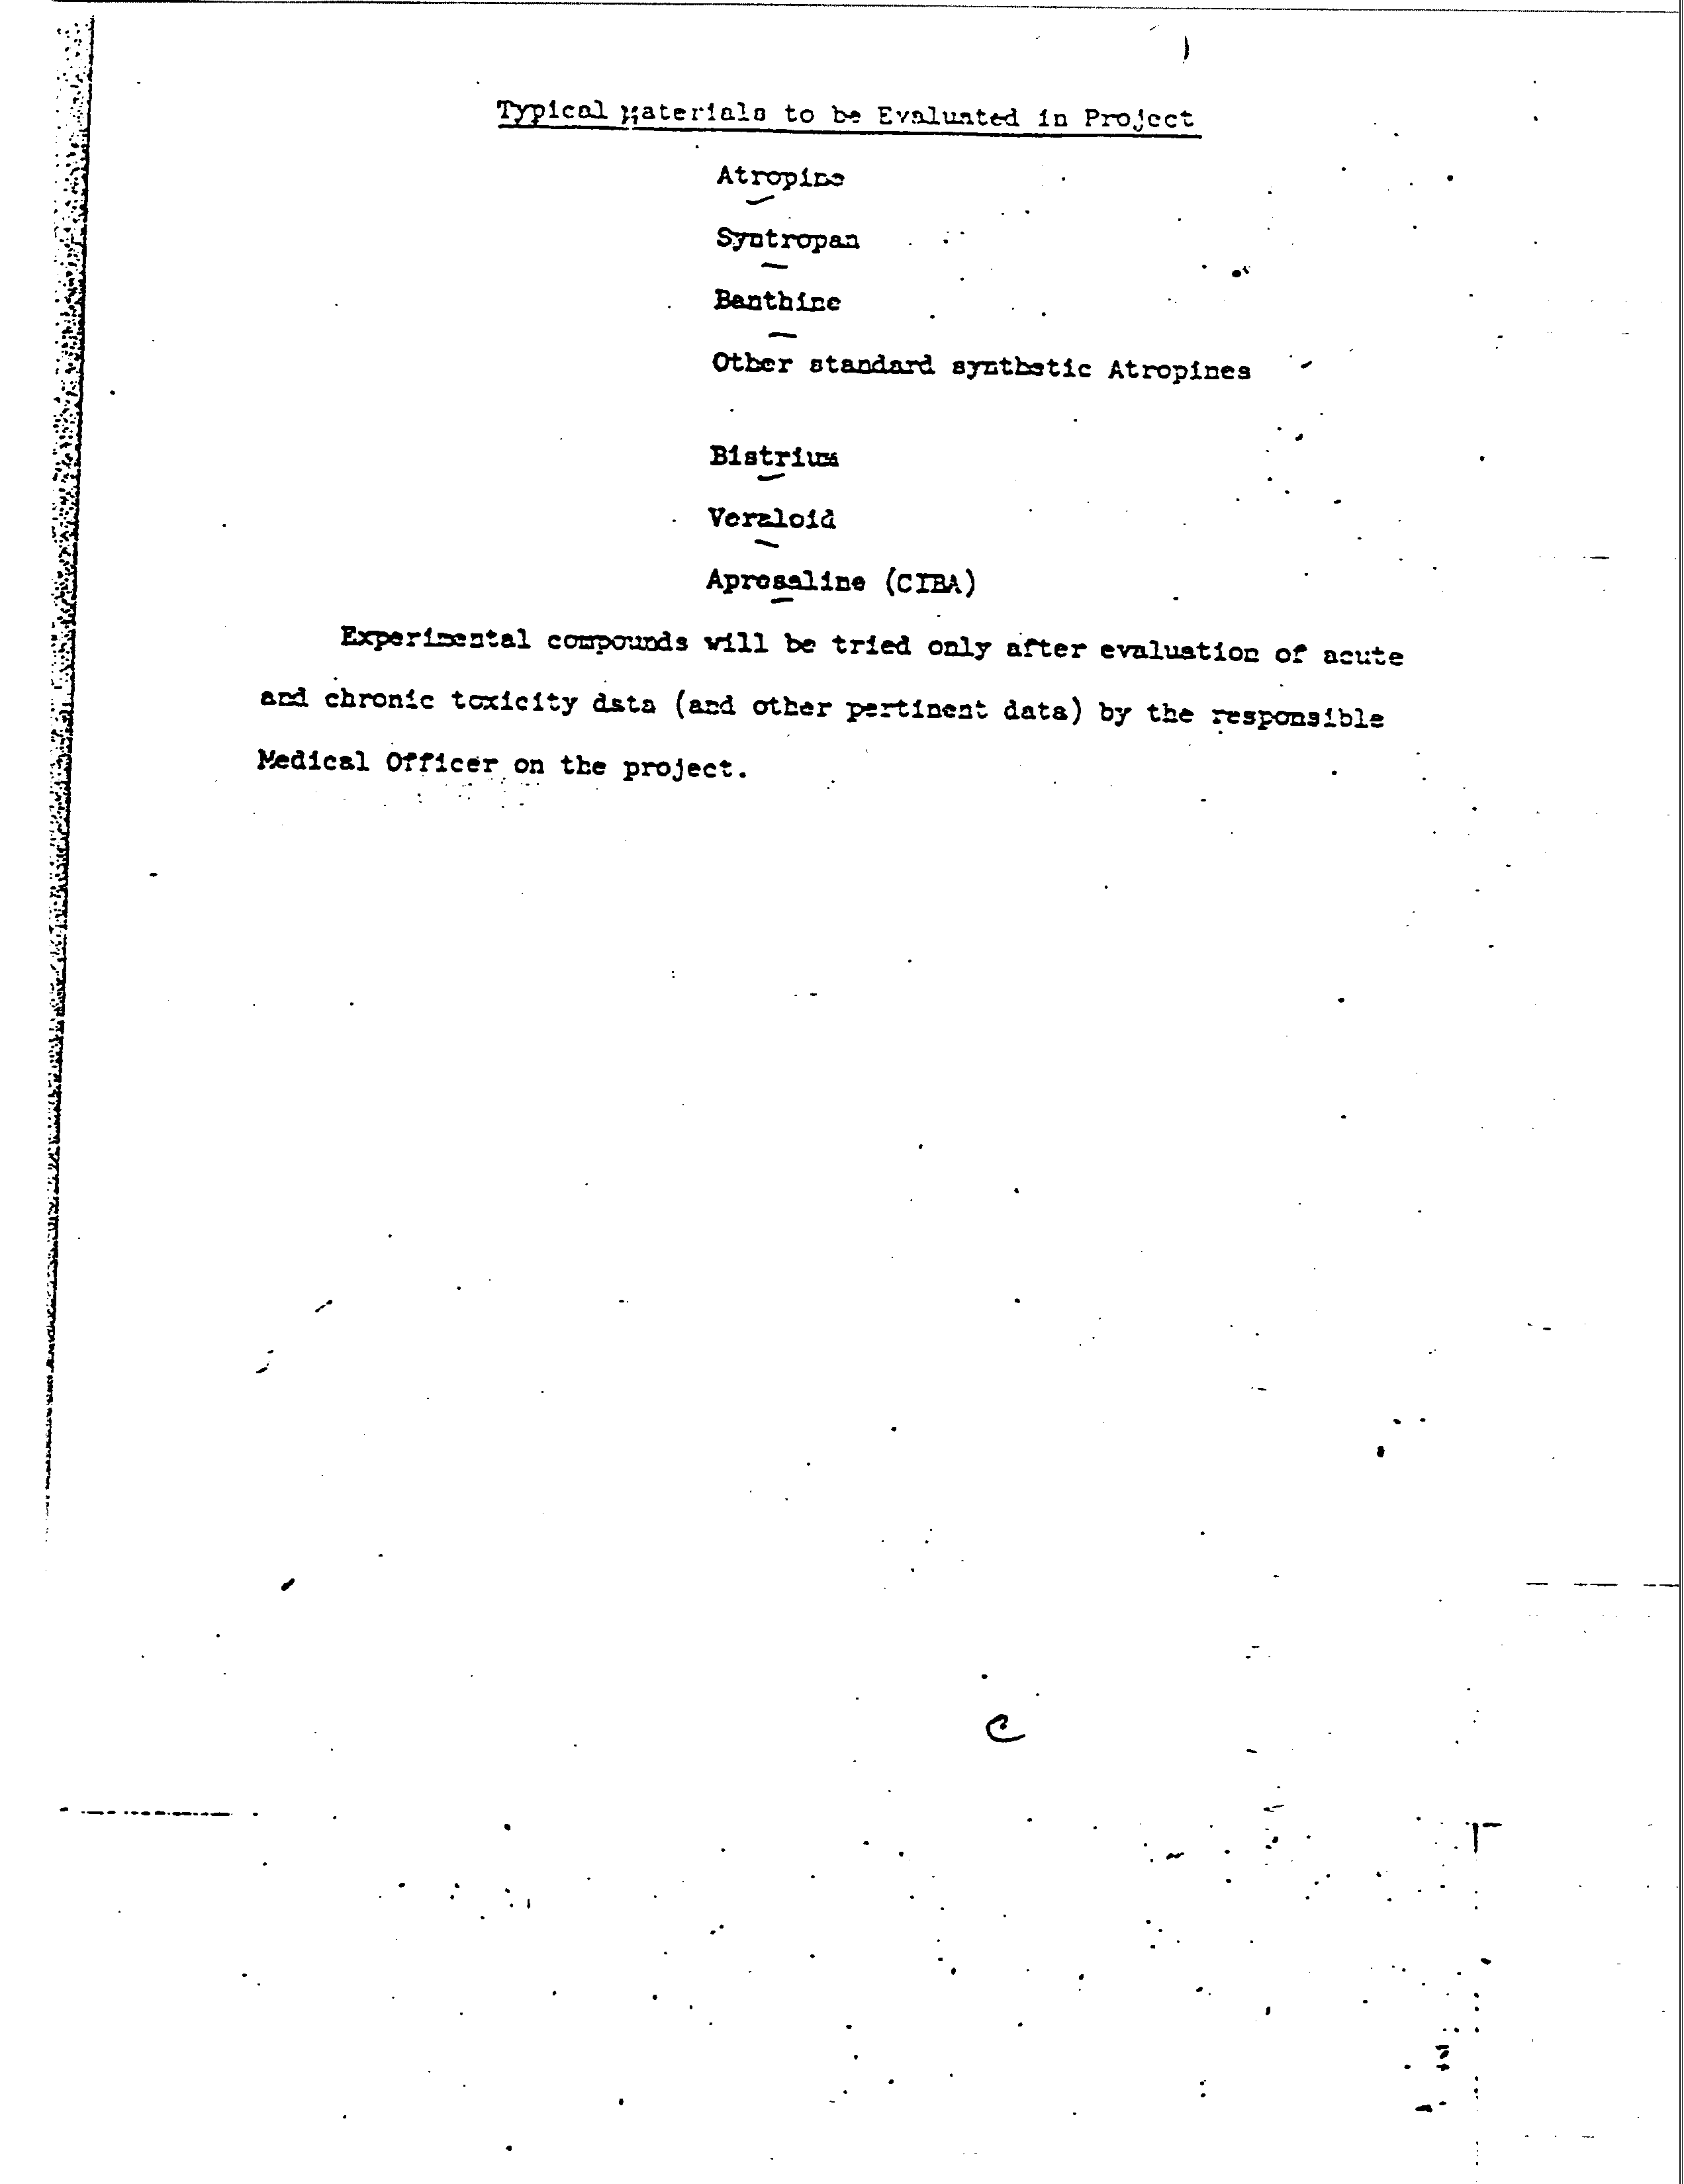 Typical Materials to be Evaluated in Project
Atropine
Syntropan
Banthine
Other standard synthetic Atropines
Bistrium
Veraloid
Apresaline (CIBA)
Experimental compounds will be tried only after evaluation of acute
and chronic toxicity data (and other pertinent data) by the responsible
Medical Officer on the project.
C